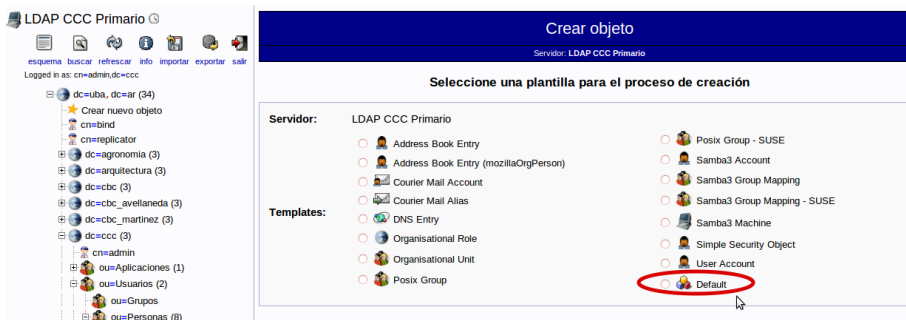 LDAP CCC Primario
esquema buscar refrescar info importar exportar salir
Logged in as: cn=admin,dc=ccc
dc=uba, dc=ar (34)
Crear nuevo objeto
cn=bind
cn=replicator
dc=agronomia (3)
dc=arquitectura (3)
dc=cbc (3)
dc=cbc_avellaneda (3)
dc=cbc_martinez (3)
dc=ccc (3)
cn=admin
ou=Aplicaciones (1)
ou=Usuarios (2)
ou=Grupos
ou=Personas (8)
Crear objeto
Servidor: LDAP CCC Primario
Seleccione una plantilla para el proceso de creación
Servidor: LDAP CCC Primario
Templates:
Address Book Entry
Address Book Entry (mozillaOrgPerson)
Courier Mail Account
Courier Mail Alias
DNS Entry
Organisational Role
Organisational Unit
Posix Group
Posix Group - SUSE
Samba3 Account
Samba3 Group Mapping
Samba3 Group Mapping - SUSE
Samba3 Machine
Simple Security Object
User Account
Default